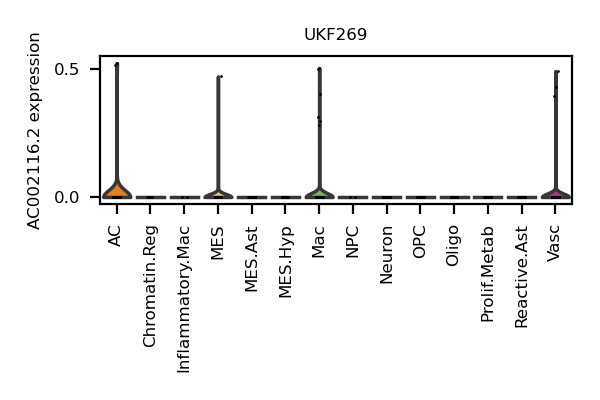 UKF269
AC002116.2 expression
0.5
0.0
AC
Chromatin.Reg
Inflammatory.Mac
MES
MES.Ast
MES.Hyp
Mac
NPC
Neuron
OPC
Oligo
Prolif.Metab
Reactive.Ast
Vasc